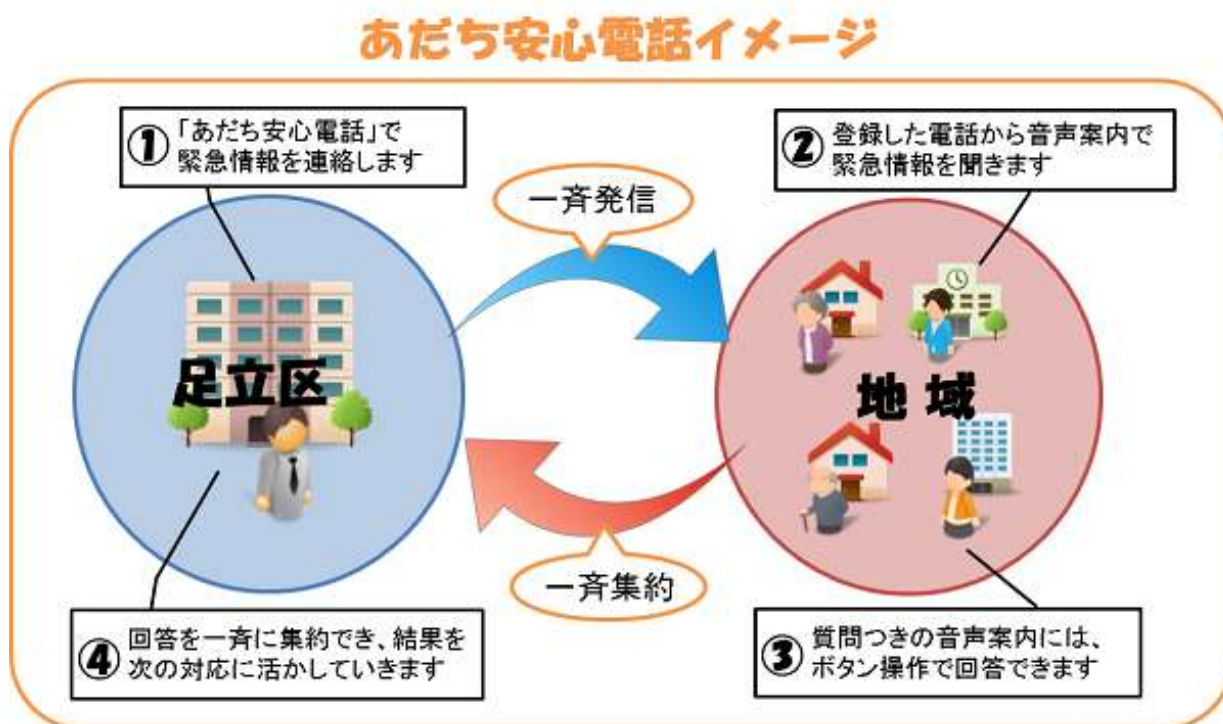 あだち安心電話イメージ
①「あだち安心電話」で
緊急情報を連絡します
一斉発信
②登録した電話から音声案内で
緊急情報を聞きます
足立区
地域
一斉集約
③質問つきの音声案内には、
ボタン操作で回答できます
④回答を一斉に集約でき、結果を
次の対応に活かしていきます